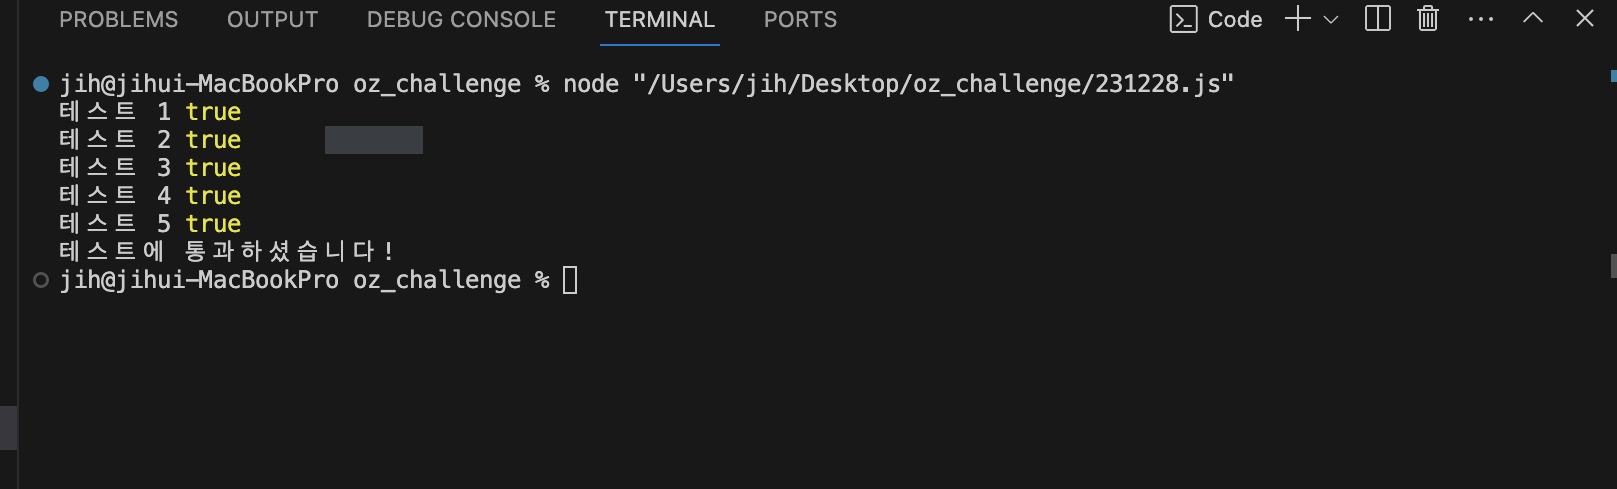 PROBLEMS OUTPUT DEBUG CONSOLE TERMINAL PORTS Code
jih@jihui-MacBookPro oz_challenge % node "/Users/jih/Desktop/oz_challenge/231228.js"
테스트 1 true
테스트 2 true
테스트 3 true
테스트 4 true
테스트 5 true
테스트에 통과하셨습니다!
jih@jihui-MacBookPro oz_challenge %